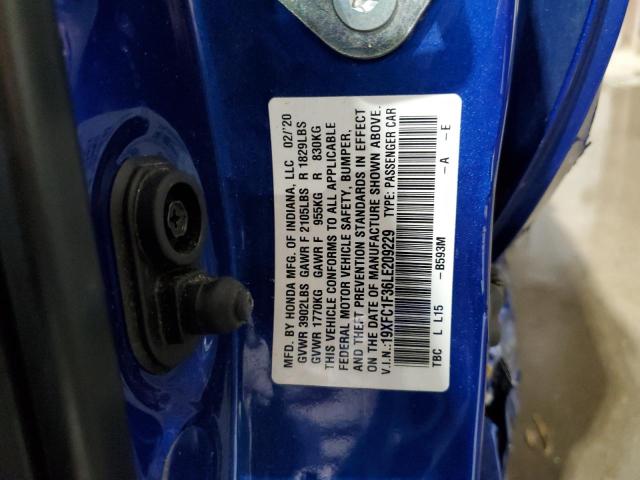 MFD. BY HONDA MFG. OF INDIANA, LLC 02/'20
GVWR 3902LBS GAWR F 2105LBS R 1829LBS
GVWR 1770KG GAWR F 955KG R 830KG
THIS VEHICLE CONFORMS TO ALL APPLICABLE
FEDERAL MOTOR VEHICLE SAFETY, BUMPER,
AND THEFT PREVENTION STANDARDS IN EFFECT
ON THE DATE OF MANUFACTURE SHOWN ABOVE.
V.I.N.: 19XFC1F36LE209229 TYPE: PASSENGER CAR
TBC L L15 -B593M -A -E